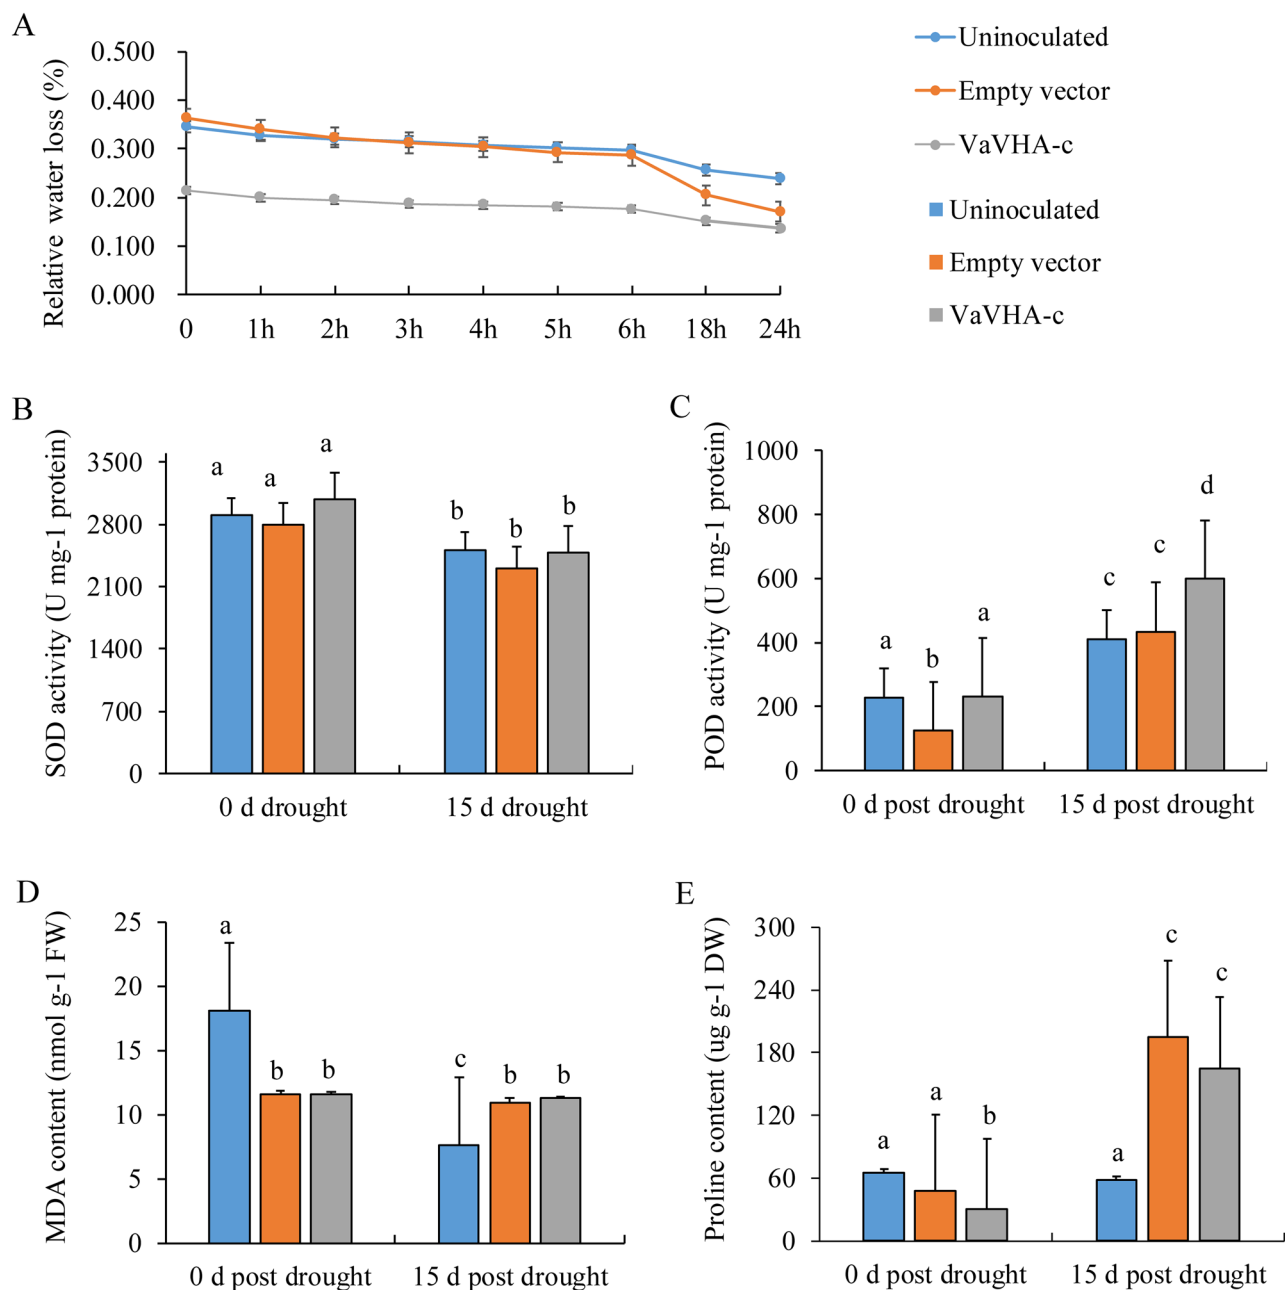 A
Relative water loss (%)
0.500
0.400
0.300
0.200
0.100
0.000
0 1h 2h 3h 4h 5h 6h 18h 24h
Uninoculated
Empty vector
VaVHA-c
Uninoculated
Empty vector
VaVHA-c
B
SOD activity (U mg-1 protein)
3500
2800
2100
1400
700
0
a a a b b b
0 d drought 15 d drought
C
POD activity (U mg-1 protein)
1000
800
600
400
200
0
a b a c c d
0 d post drought 15 d post drought
D
MDA content (nmol g-1 FW)
25
20
15
10
5
0
a b b c b b
0 d post drought 15 d post drought
E
Proline content (ug g-1 DW)
300
240
180
120
60
0
a a b a c c
0 d post drought 15 d post drought